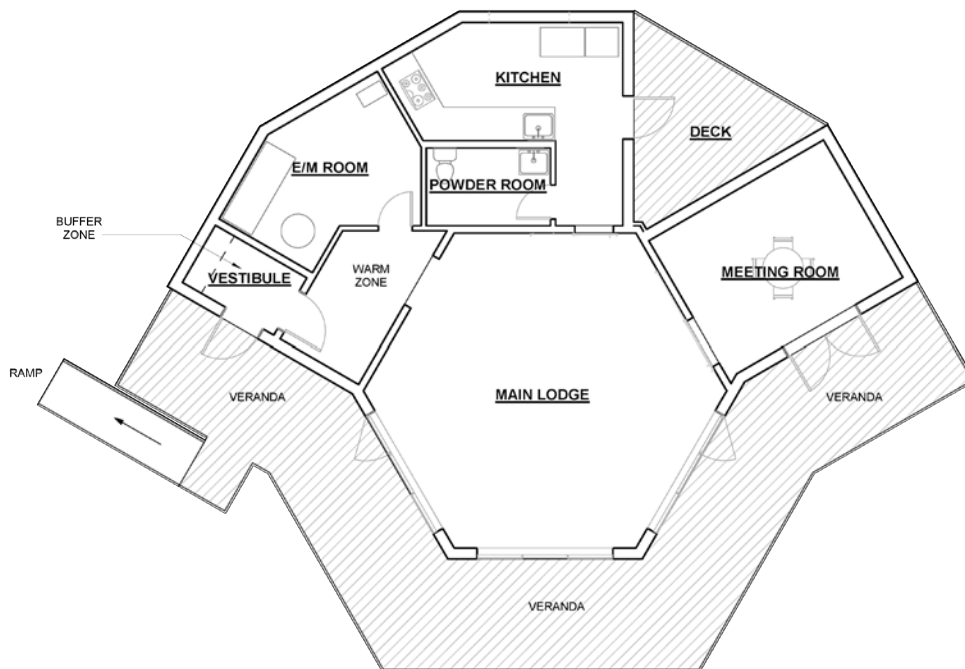 KITCHEN
DECK
E/M ROOM
POWDER ROOM
BUFFER
ZONE
VESTIBULE
WARM
ZONE
MEETING ROOM
RAMP
VERANDA
MAIN LODGE
VERANDA
VERANDA